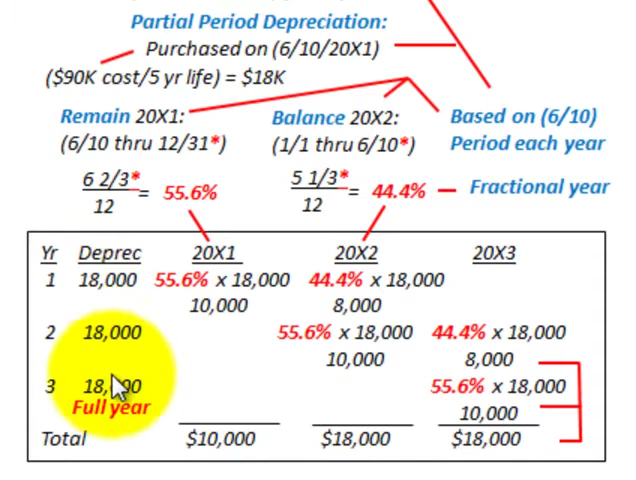 Partial Period Depreciation:
Purchased on (6/10/20X1)
($90K cost/5 yr life) = $18K
Remain 20X1: Balance 20X2: Based on (6/10)
(6/10 thru 12/31*) (1/1 thru 6/10*) Period each year
6 2/3* 5 1/3*
= 55.6% = 44.4% Fractional year
12 12
Yr Deprec 20X1 20X2 20X3
1 18,000 55.6% x 18,000 44.4% x 18,000
10,000 8,000
2 18,000 55.6% x 18,000 44.4% x 18,000
10,000 8,000
3 55.6% x 18,000
Full year 10,000
Total $10,000 $18,000 $18,000